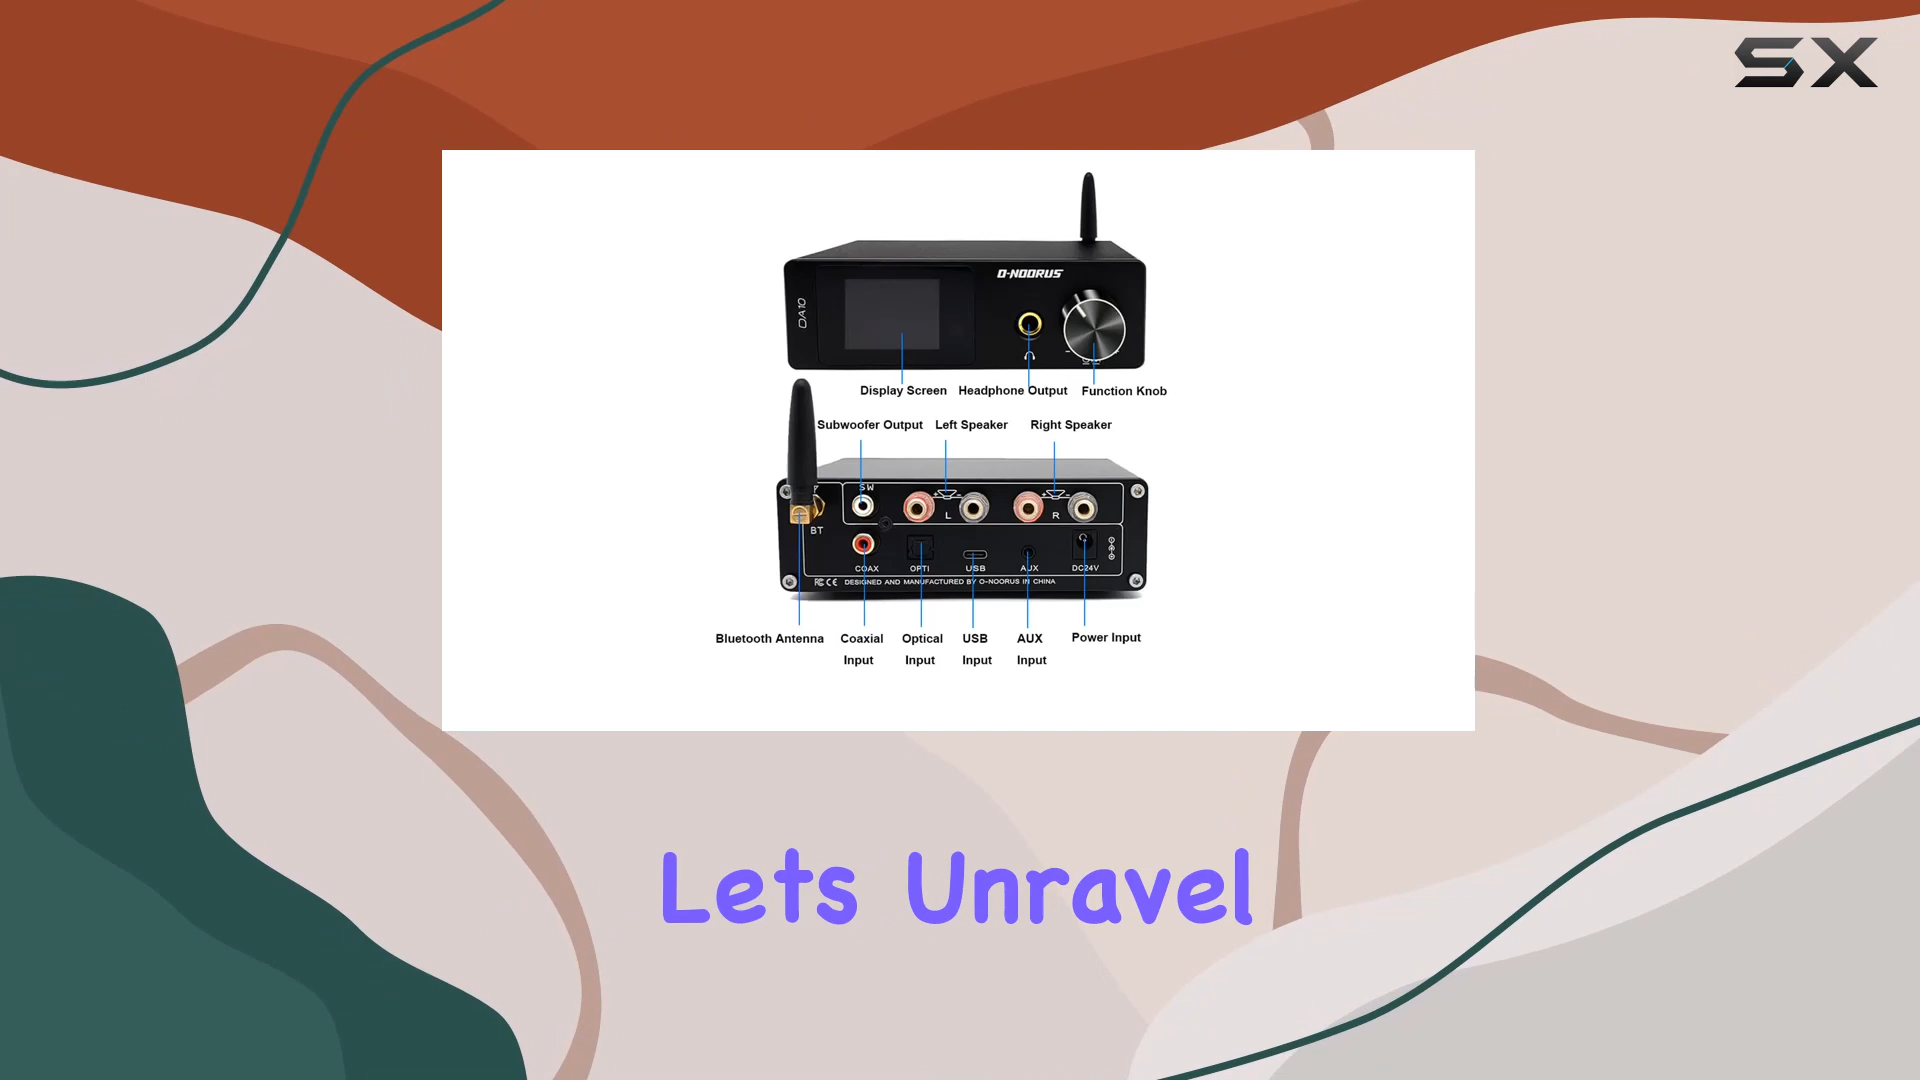 SX
O-NOORUS
OA10
Display Screen Headphone Output Function Knob
Subwoofer Output Left Speaker Right Speaker
SW
L R
BT
COAX OPTI USB AUX DC24V
FC CE DESIGNED AND MANUFACTURED BY O-NOORUS IN CHINA
Bluetooth Antenna Coaxial Optical USB AUX Power Input
Input Input Input Input
Lets Unravel